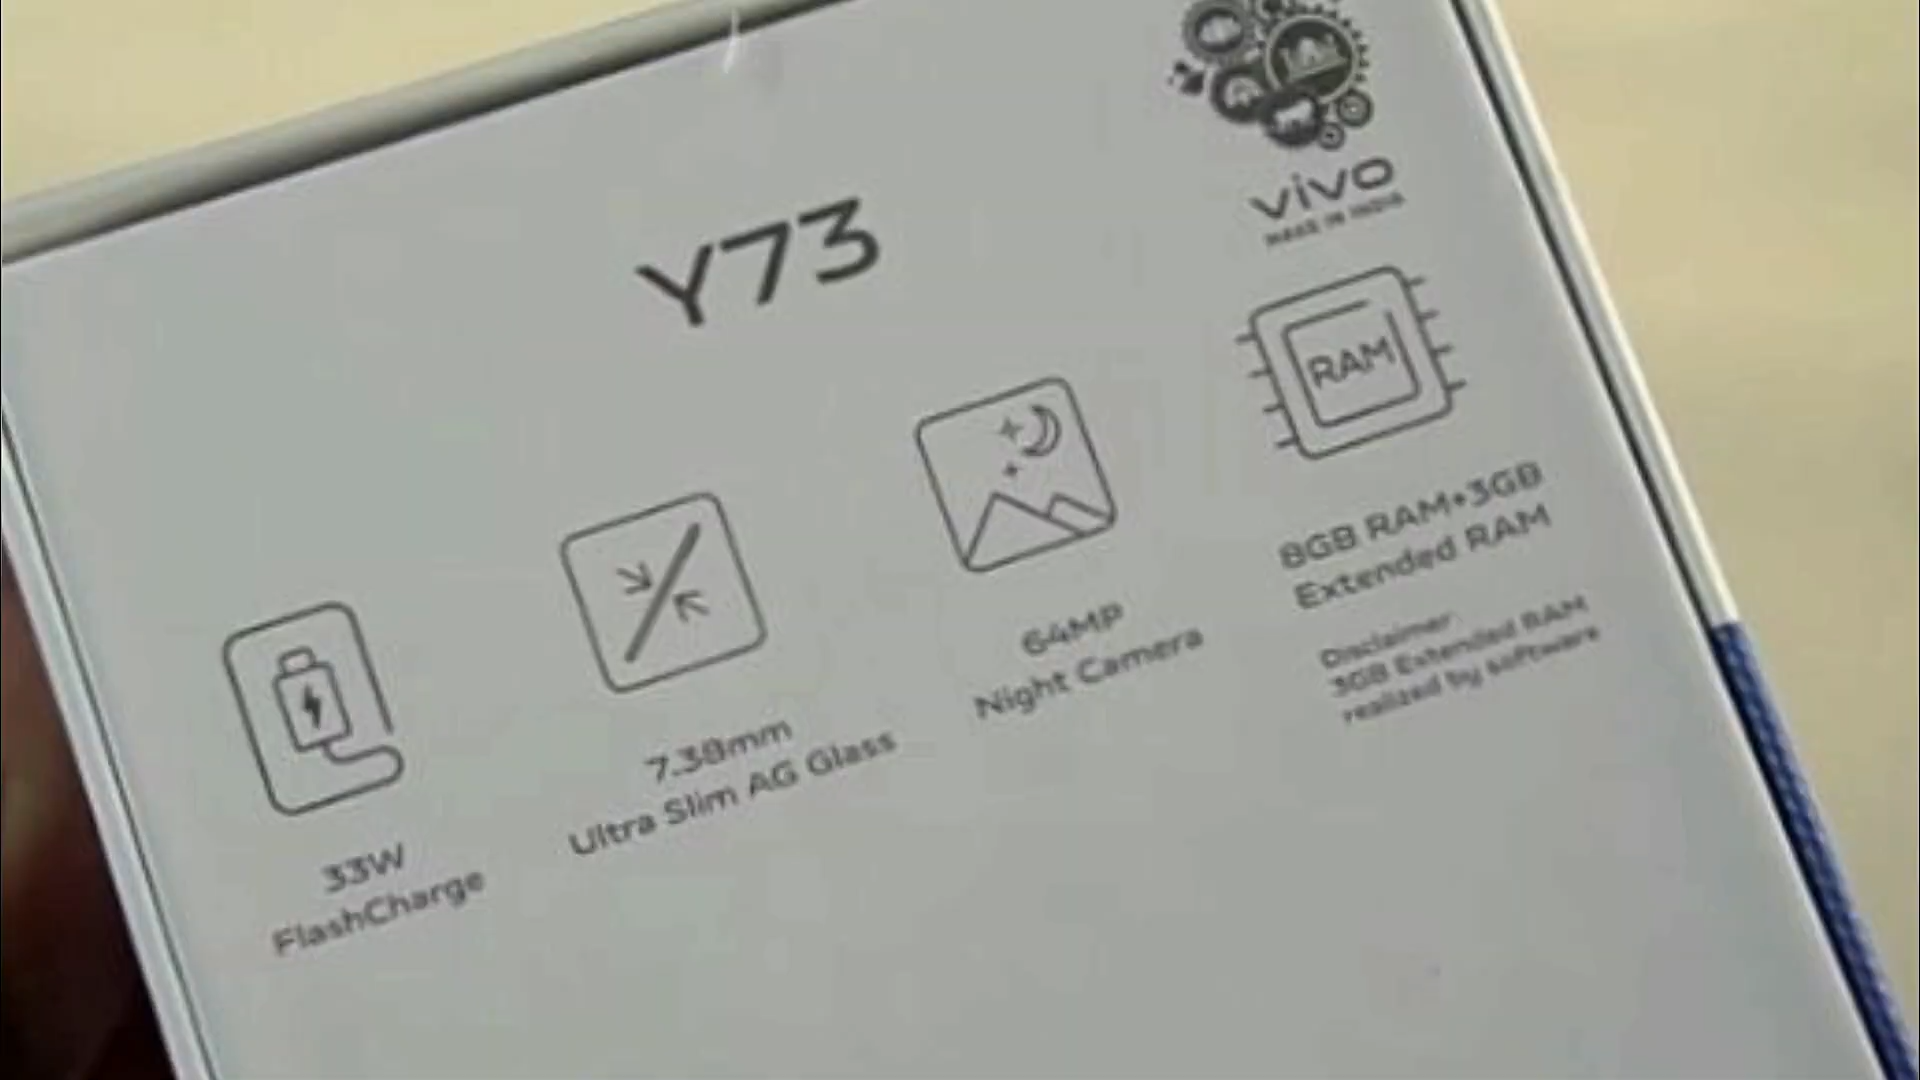 vivo
MAKE IN INDIA
Y73
RAM
33W
FlashCharge
7.38mm
Ultra Slim AG Glass
64MP
Night Camera
8GB RAM+3GB
Extended RAM
Disclaimer:
3GB Extended RAM
realized by software